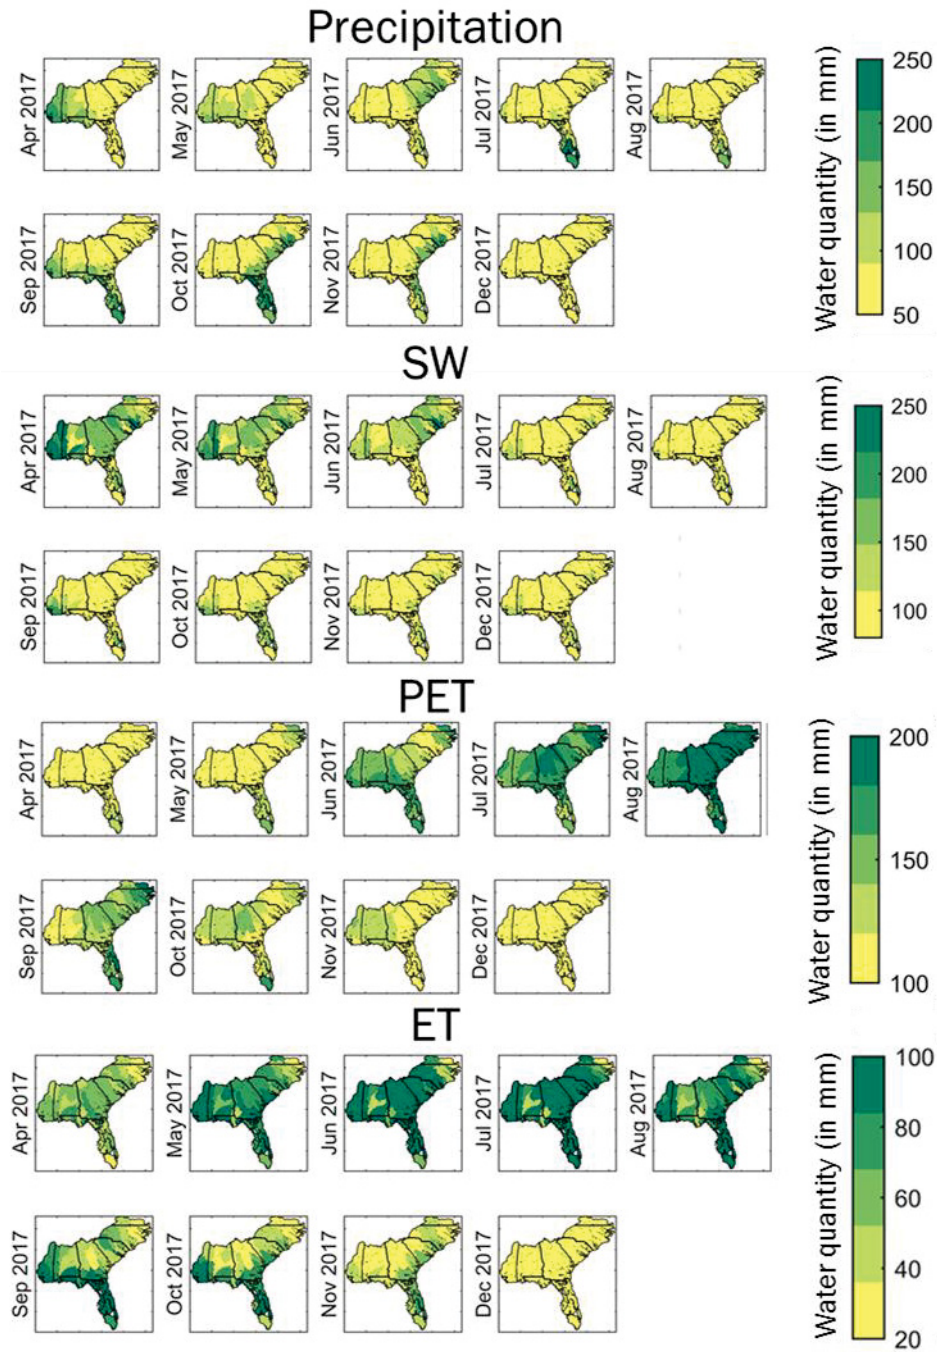 Precipitation
Apr 2017
May 2017
Jun 2017
Jul 2017
Aug 2017
Sep 2017
Oct 2017
Nov 2017
Dec 2017
Water quantity (in mm)
250
200
150
100
50
SW
Apr 2017
May 2017
Jun 2017
Jul 2017
Aug 2017
Sep 2017
Oct 2017
Nov 2017
Dec 2017
Water quantity (in mm)
250
200
150
100
PET
Apr 2017
May 2017
Jun 2017
Jul 2017
Aug 2017
Sep 2017
Oct 2017
Nov 2017
Dec 2017
Water quantity (in mm)
200
150
100
ET
Apr 2017
May 2017
Jun 2017
Jul 2017
Aug 2017
Sep 2017
Oct 2017
Nov 2017
Dec 2017
Water quantity (in mm)
100
80
60
40
20